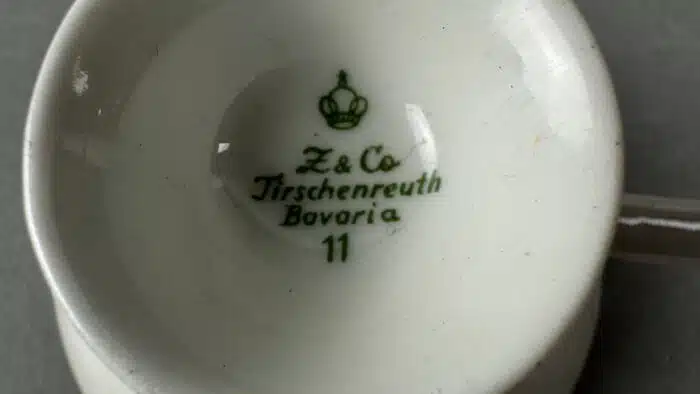 Z & Co
Tirschenreuth
Bavaria
11